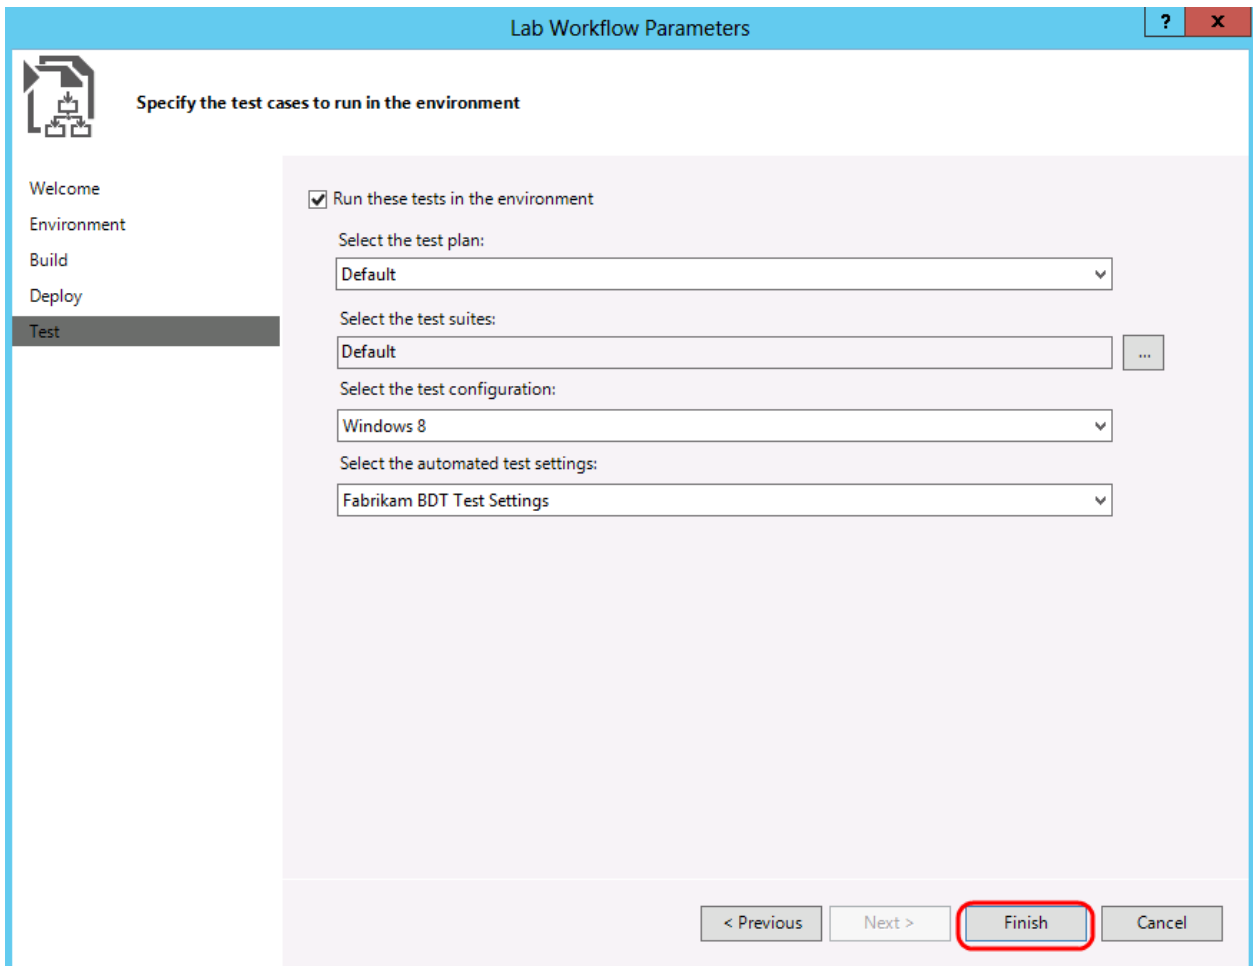 Lab Workflow Parameters
?
x
Specify the test cases to run in the environment
Welcome
Environment
Build
Deploy
Test
Run these tests in the environment
Select the test plan:
Default
Select the test suites:
Default
...
Select the test configuration:
Windows 8
Select the automated test settings:
Fabrikam BDT Test Settings
< Previous
Next >
Finish
Cancel